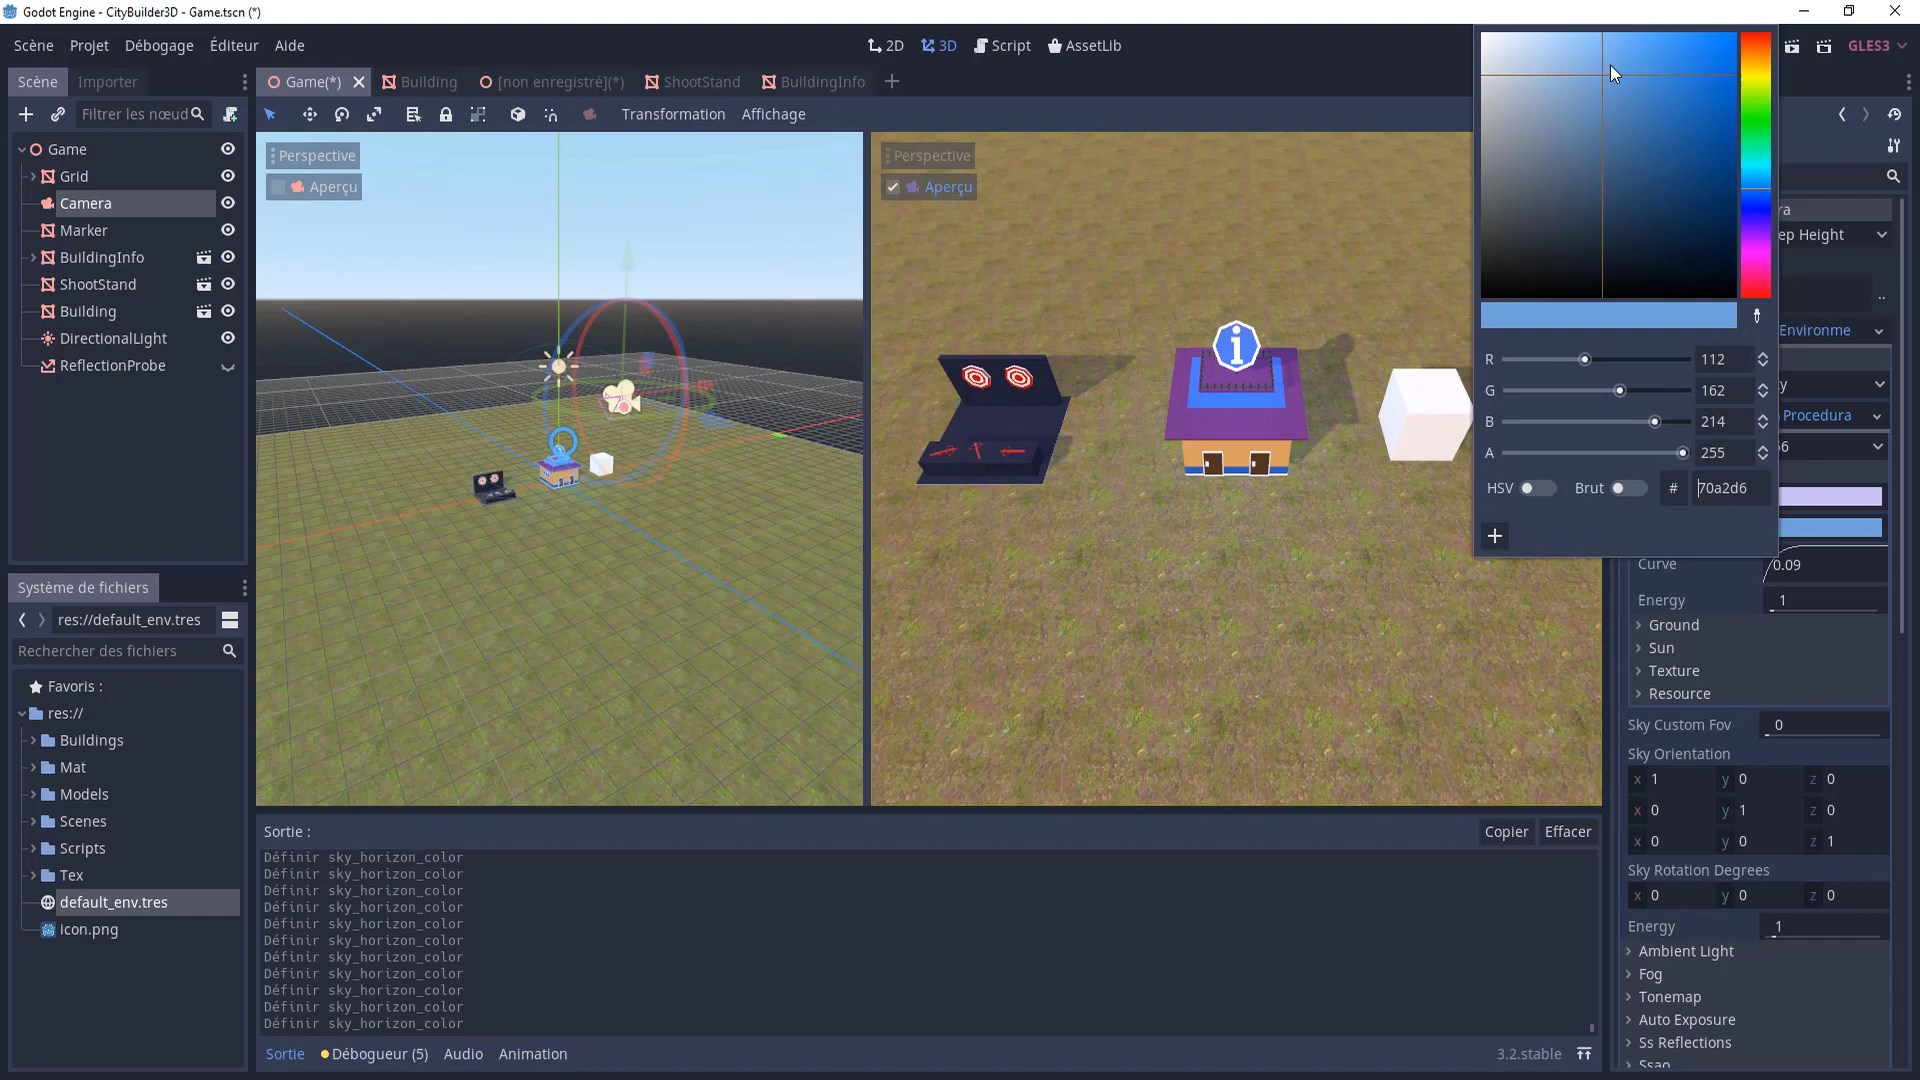 Godot Engine - CityBuilder3D - Game.tscn (*)
Scène Projet Débogage Éditeur Aide
2D 3D Script AssetLib
GLES3
Scène Importer
Game(*) Building [non enregistré](*) ShootStand BuildingInfo
Filtrer les nœud
Transformation Affichage
Game
Grid
Camera
Marker
BuildingInfo
ShootStand
Building
DirectionalLight
ReflectionProbe
Perspective
Aperçu
Perspective
Aperçu
R 112
G 162
B 214
A 255
HSV Brut # 70a2d6
ra
ep Height
..
Environme
Procedura
Curve 0.09
Energy 1
Ground
Sun
Texture
Resource
Sky Custom Fov 0
Sky Orientation
x 1 y 0 z 0
x 0 y 1 z 0
x 0 y 0 z 1
Sky Rotation Degrees
x 0 y 0 z 0
Energy 1
Ambient Light
Fog
Tonemap
Auto Exposure
Ss Reflections
Ssao
Système de fichiers
res://default_env.tres
Rechercher des fichiers
Favoris :
res://
Buildings
Mat
Models
Scenes
Scripts
Tex
default_env.tres
icon.png
Sortie :
Copier Effacer
Définir sky_horizon_color
Définir sky_horizon_color
Définir sky_horizon_color
Définir sky_horizon_color
Définir sky_horizon_color
Définir sky_horizon_color
Définir sky_horizon_color
Définir sky_horizon_color
Définir sky_horizon_color
Définir sky_horizon_color
Définir sky_horizon_color
Sortie Débogueur (5) Audio Animation
3.2.stable